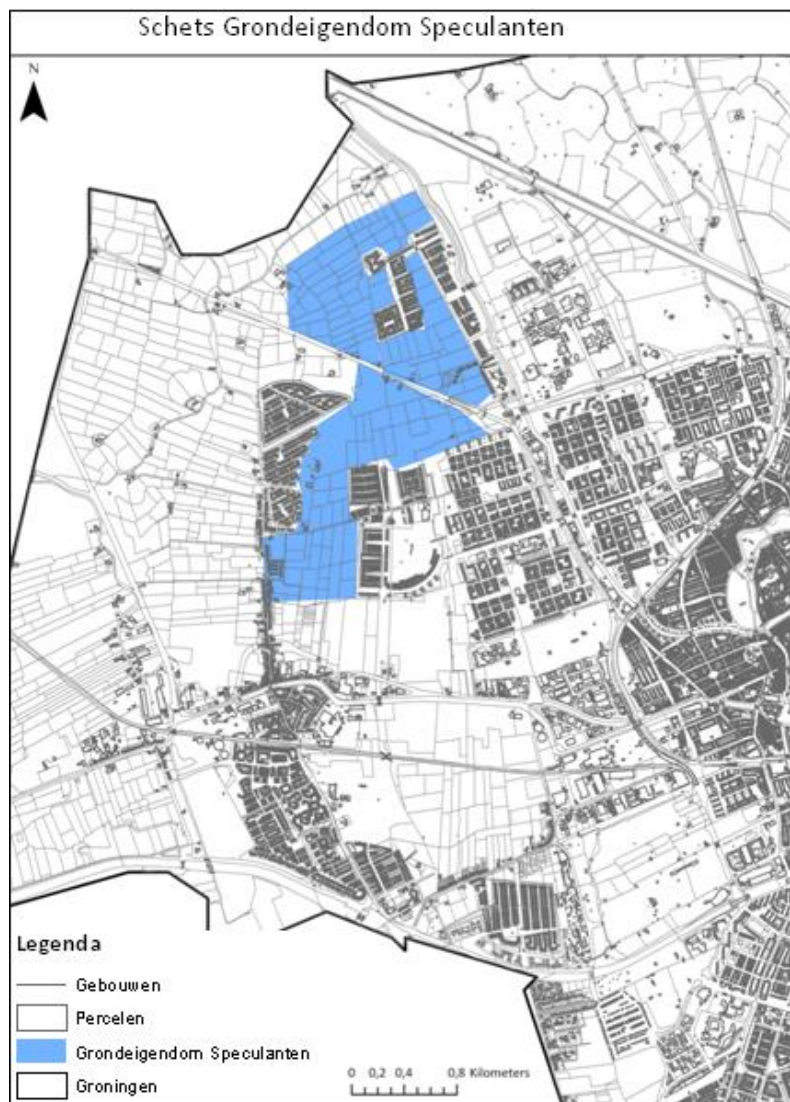 Schets Grondeigendom Speculanten
N
Legenda
Gebouwen
Percelen
Grondeigendom Speculanten
Groningen
0 0,2 0,4 0,8 Kilometers